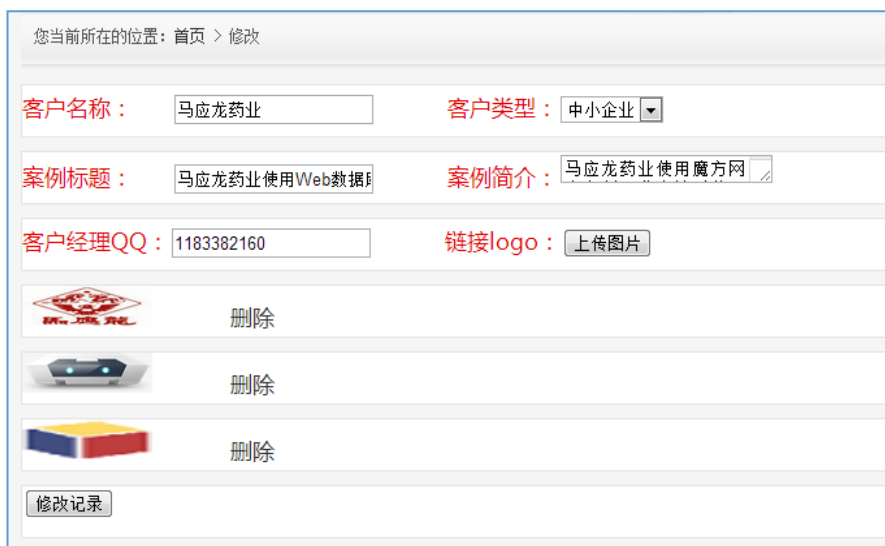 您当前所在的位置：首页 > 修改
客户名称： 马应龙药业 客户类型： 中小企业
案例标题： 马应龙药业使用Web数据 案例简介： 马应龙药业使用魔方网
客户经理QQ： 1183382160 链接logo： 上传图片
馬應龍 删除
删除
删除
修改记录